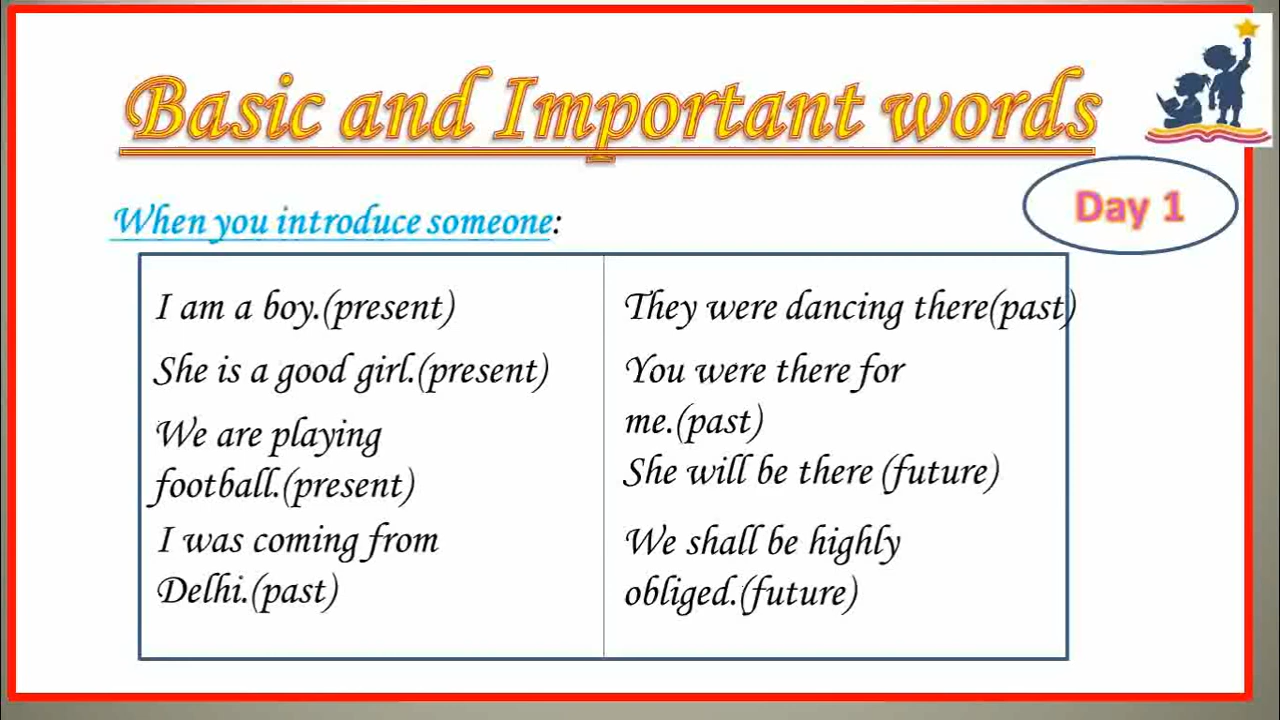 Basic and Important words
Day 1
When you introduce someone:
I am a boy.(present)
She is a good girl.(present)
We are playing
football.(present)
I was coming from
Delhi.(past)
They were dancing there(past)
You were there for
me.(past)
She will be there (future)
We shall be highly
obliged.(future)